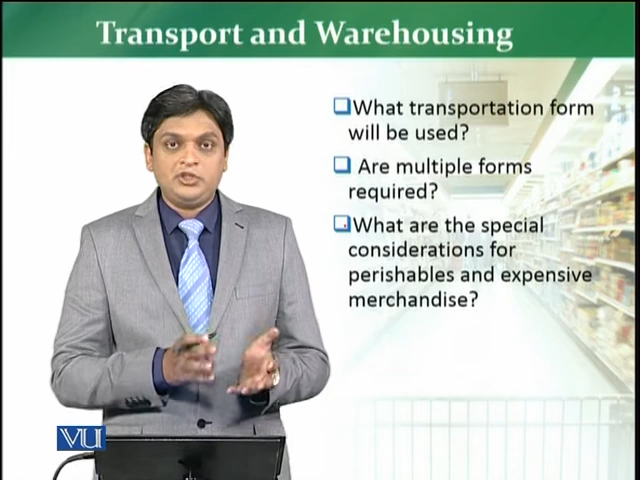 Transport and Warehousing
❑What transportation form
will be used?
❑ Are multiple forms
required?
❑What are the special
considerations for
perishables and expensive
merchandise?
VU